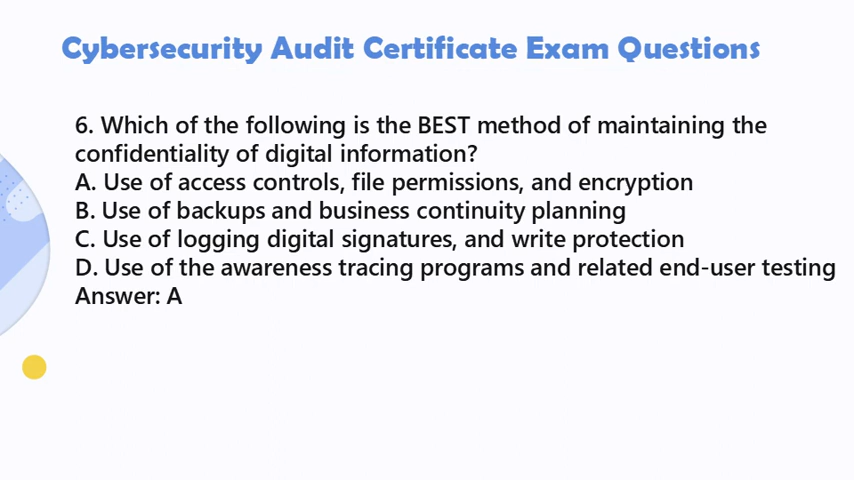 Cybersecurity Audit Certificate Exam Questions
6. Which of the following is the BEST method of maintaining the
confidentiality of digital information?
A. Use of access controls, file permissions, and encryption
B. Use of backups and business continuity planning
C. Use of logging digital signatures, and write protection
D. Use of the awareness tracing programs and related end-user testing
Answer: A